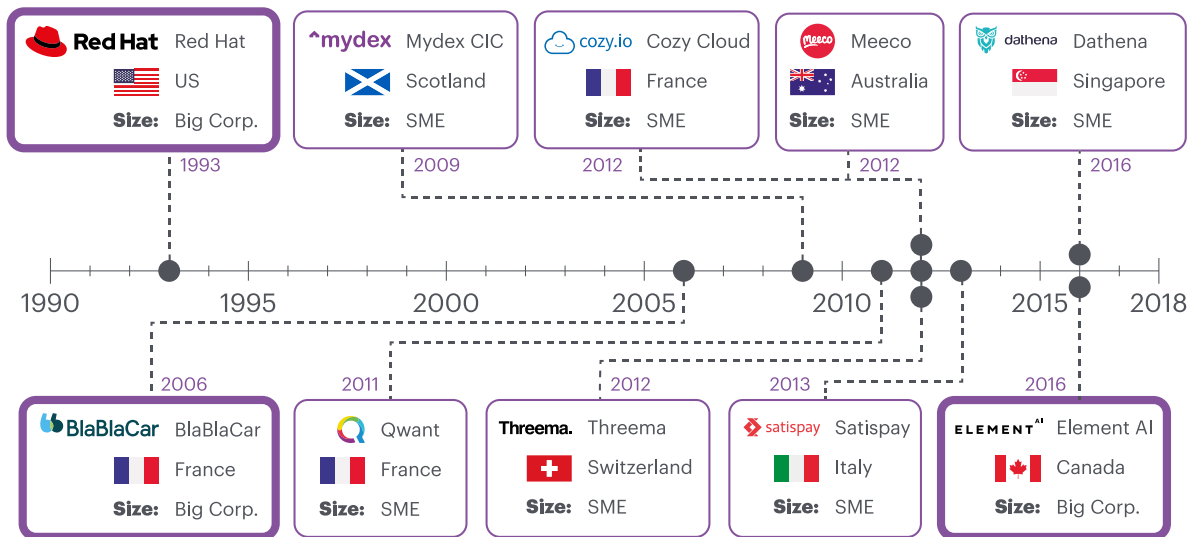 Red Hat Red Hat
US
Size: Big Corp.
1993
^mydex Mydex CIC
Scotland
Size: SME
2009
cozy.io Cozy Cloud
France
Size: SME
2012
meeco Meeco
Australia
Size: SME
2012
dathena Dathena
Singapore
Size: SME
2016
1990 1995 2000 2005 2010 2015 2018
2006
BlaBlaCar BlaBlaCar
France
Size: Big Corp.
2011
Qwant
France
Size: SME
2012
Threema. Threema
Switzerland
Size: SME
2013
satispay Satispay
Italy
Size: SME
2016
ELEMENT AI Element AI
Canada
Size: Big Corp.